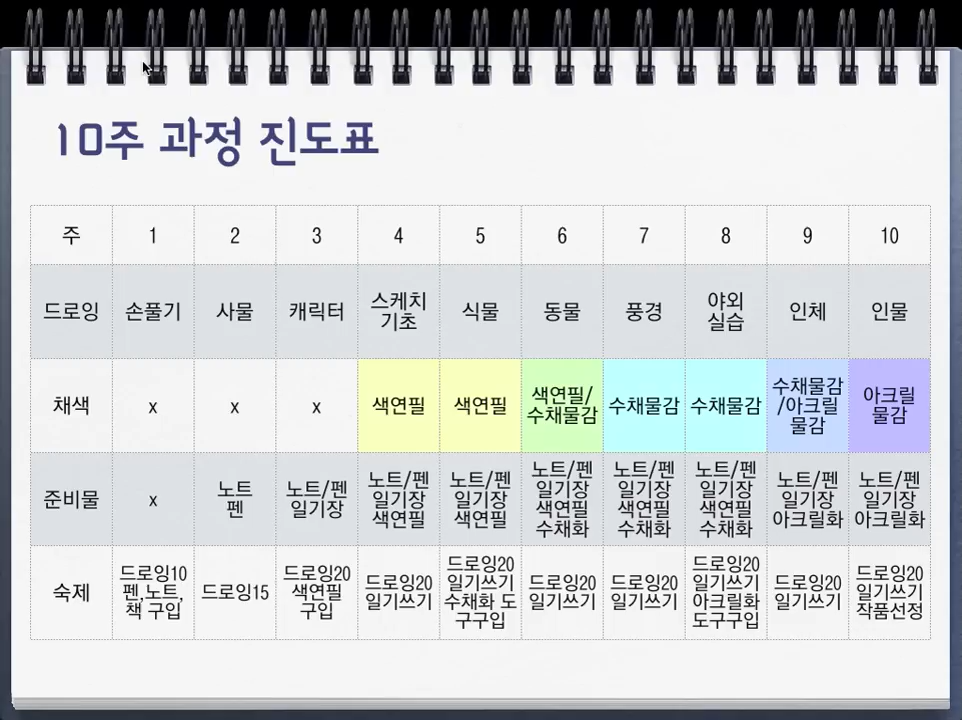 10주 과정 진도표
주 1 2 3 4 5 6 7 8 9 10
드로잉 손풀기 사물 캐릭터 스케치 기초 식물 동물 풍경 야외 실습 인체 인물
채색 x x x 색연필 색연필 색연필/수채물감 수채물감 수채물감 수채물감/아크릴 물감 아크릴 물감
준비물 x 노트 펜 노트/펜 일기장 노트/펜 일기장 색연필 노트/펜 일기장 색연필 노트/펜 일기장 색연필 수채화 노트/펜 일기장 색연필 수채화 노트/펜 일기장 색연필 수채화 노트/펜 일기장 아크릴화 노트/펜 일기장 아크릴화
숙제 드로잉10 펜,노트, 책 구입 드로잉15 드로잉20 색연필 구입 드로잉20 일기쓰기 드로잉20 일기쓰기 수채화 도구구입 드로잉20 일기쓰기 드로잉20 일기쓰기 드로잉20 일기쓰기 아크릴화 도구구입 드로잉20 일기쓰기 드로잉20 일기쓰기 작품선정